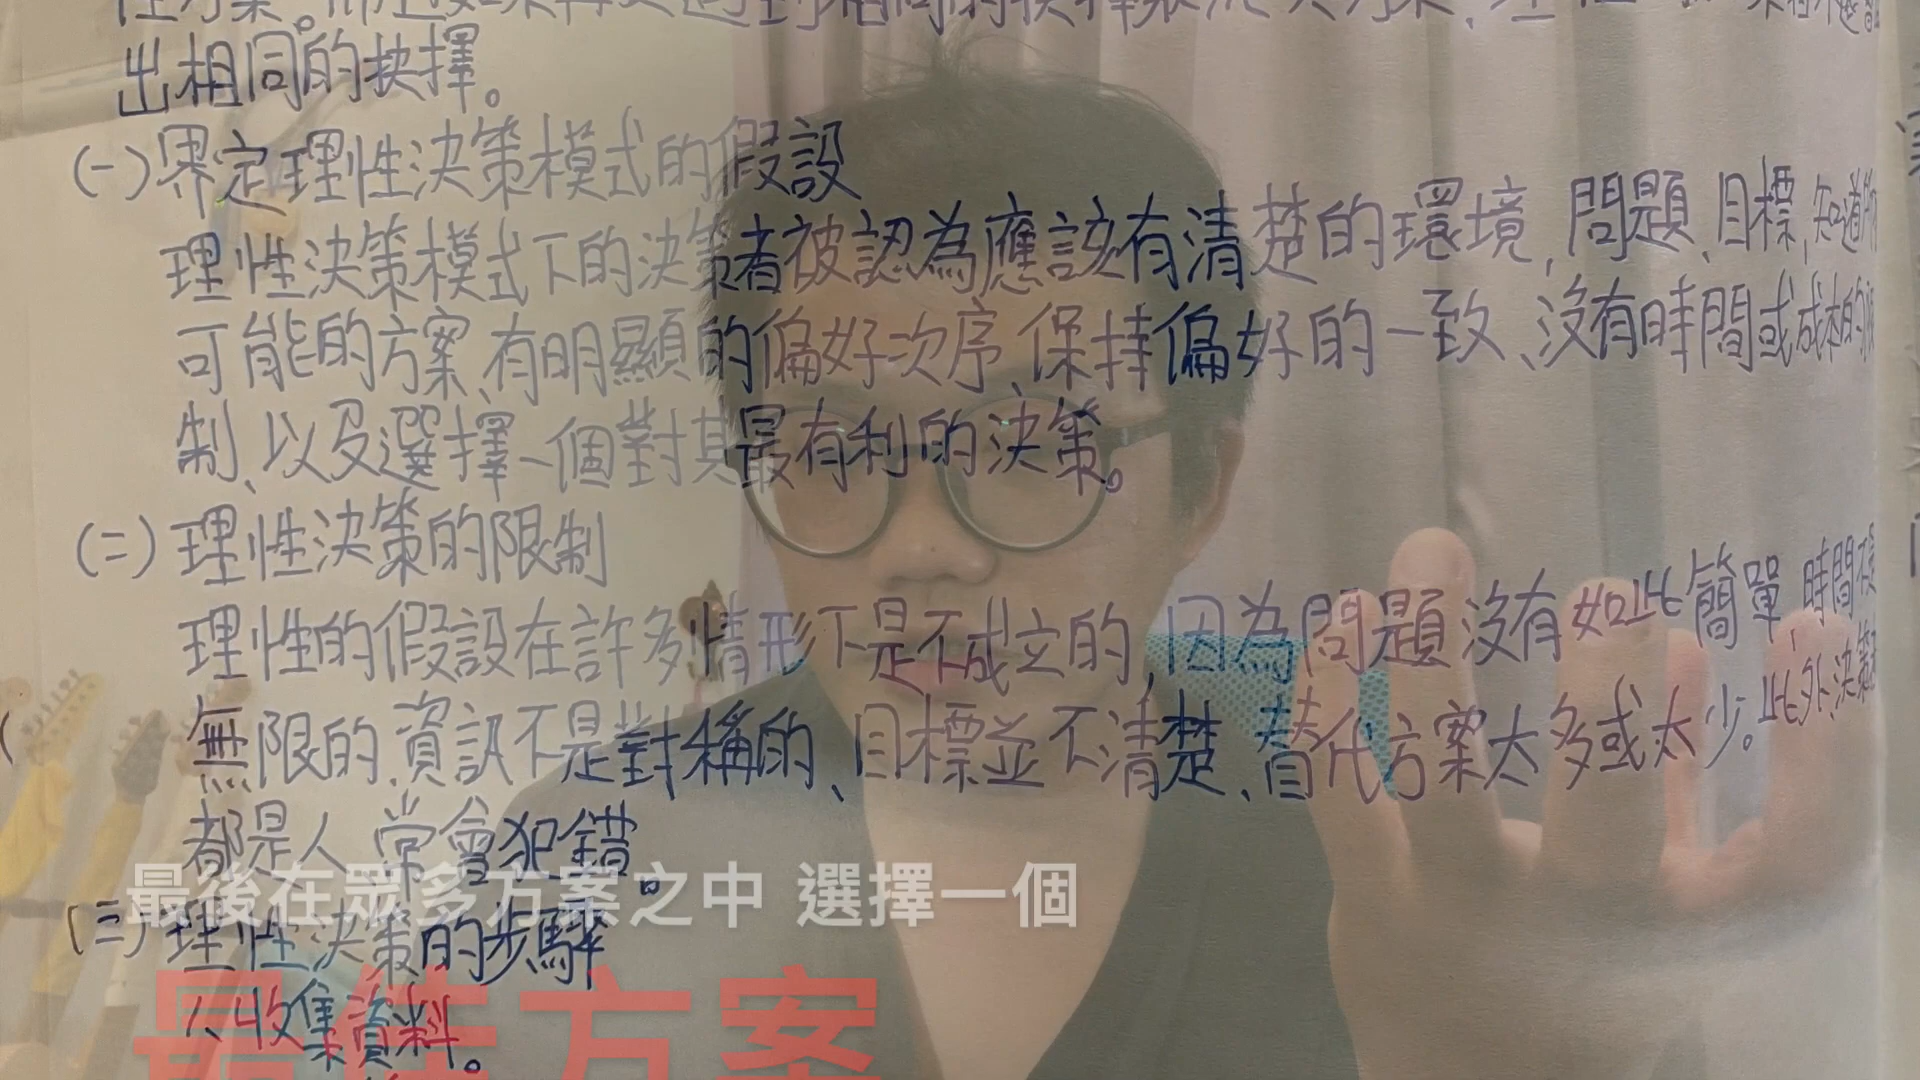 出相同的抉擇。
(一)界定理性決策模式的假設
理性決策模式下的決策者被認為應該有清楚的環境,問題、目標,知道所
可能的方案、有明顯的偏好次序、保持偏好的一致、沒有時間或成本的限
制、以及選擇一個對其最有利的決策。
(二)理性決策的限制
理性的假設在許多情形下是不成立的,因為問題沒有如此簡單、時間
無限的、資訊不是對稱的、目標並不清楚、替代方案太多或太少。此外、決策
都是人、常會犯錯。
最後在眾多方案之中 選擇一個
(三)理性決策的步驟
1、收集資料。
最佳方案